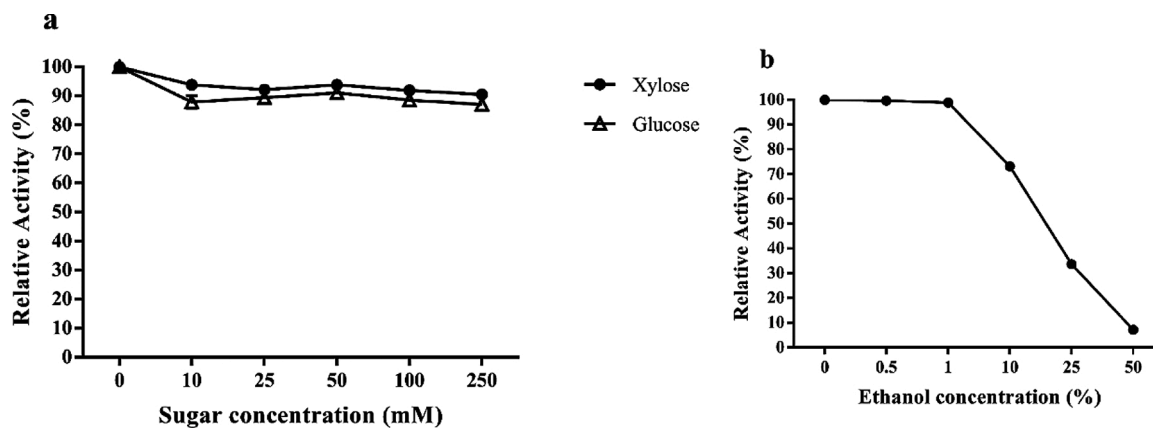 a
Relative Activity (%)
100
90
80
70
60
50
40
30
20
10
0
0 10 25 50 100 250
Sugar concentration (mM)
Xylose
Glucose
b
Relative Activity (%)
100
90
80
70
60
50
40
30
20
10
0
0 0.5 1 10 25 50
Ethanol concentration (%)